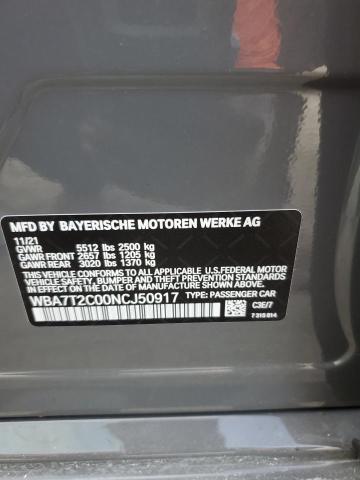 MFD BY BAYERISCHE MOTOREN WERKE AG
11/21
GVWR 5512 lbs 2500 kg
GAWR FRONT 2657 lbs 1205 kg
GAWR REAR 3020 lbs 1370 kg
THIS VEHICLE CONFORMS TO ALL APPLICABLE U.S. FEDERAL
MOTOR VEHICLE SAFETY, BUMPER, AND THEFT PREVENTION
STANDARDS IN EFFECT ON THE DATE OF MANUFACTURE SHOWN ABOVE.
WBA7T2C00NCJ50917 TYPE: PASSENGER CAR
C3E/7
7 310 814